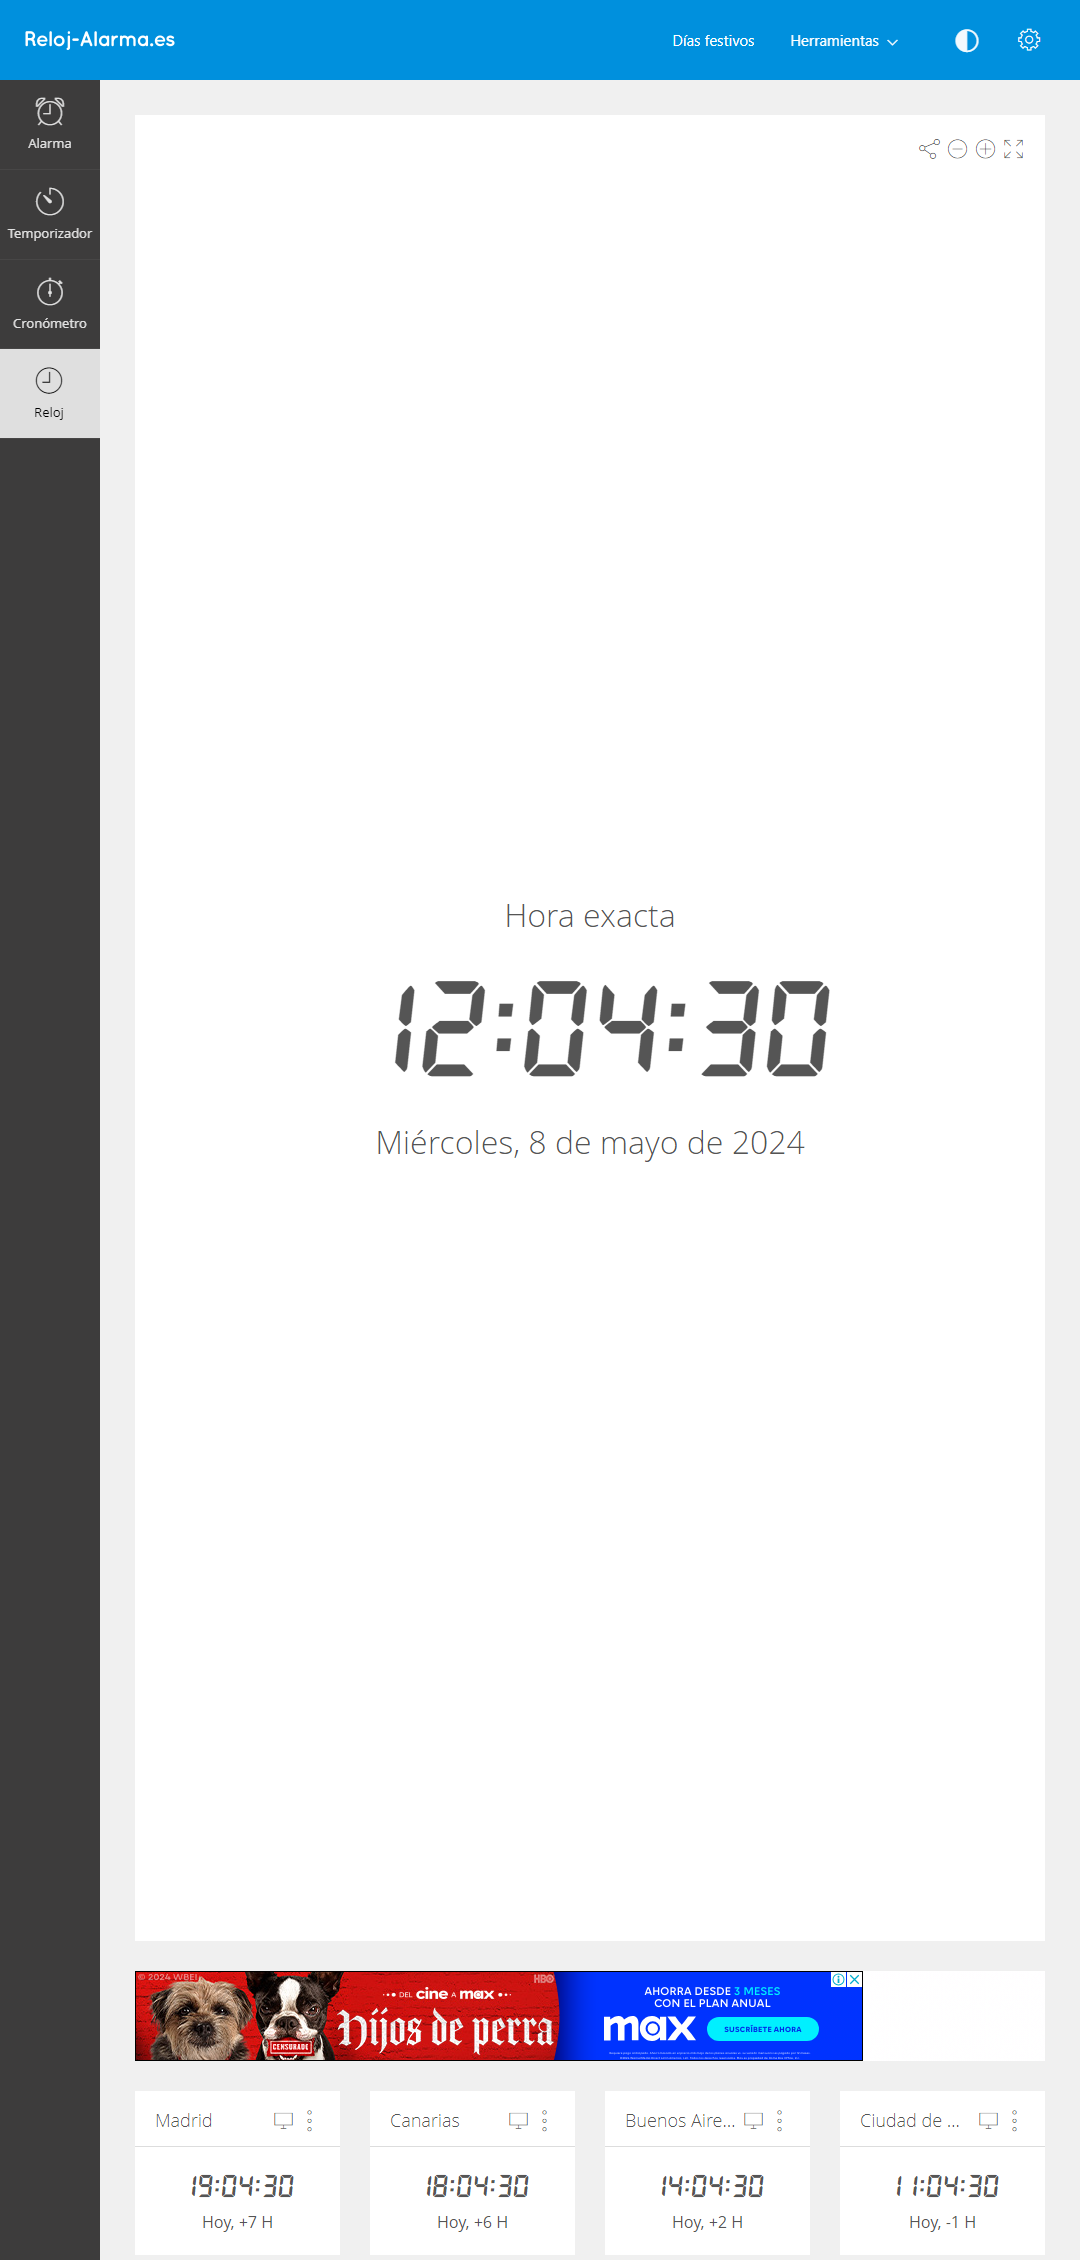 Reloj-Alarma.es
Días festivos
Herramientas
Alarma
Temporizador
Cronómetro
Reloj
Hora exacta
12:04:30
Miércoles, 8 de mayo de 2024
© 2024 WBEI
HBO
DEL cine A max
Hijos de perra
CENSURADE
AHORRA DESDE 3 MESES
CON EL PLAN ANUAL
max
SUSCRÍBETE AHORA
Madrid
19:04:30
Hoy, +7 H
Canarias
18:04:30
Hoy, +6 H
Buenos Aire...
14:04:30
Hoy, +2 H
Ciudad de ...
11:04:30
Hoy, -1 H